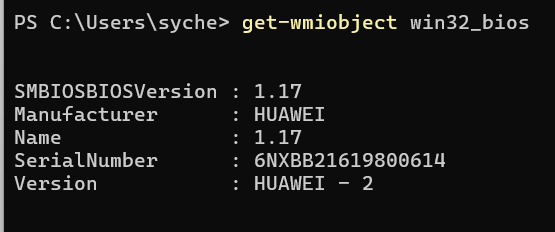 PS C:\Users\syche> get-wmiobject win32_bios
SMBIOSBIOSVersion : 1.17
Manufacturer      : HUAWEI
Name              : 1.17
SerialNumber      : 6NXBB21619800614
Version           : HUAWEI - 2